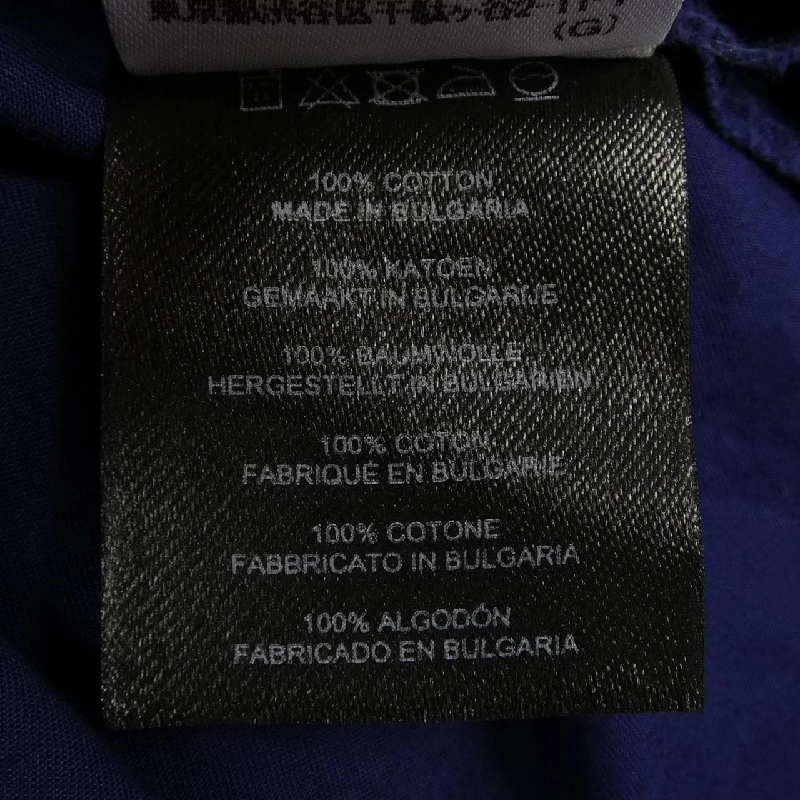 (G)
100% COTTON
MADE IN BULGARIA
100% KATOEN
GEMAAKT IN BULGARIJE
100% BAUMWOLLE
HERGESTELLT IN BULGARIEN
100% COTON
FABRIQUÉ EN BULGARIE
100% COTONE
FABBRICATO IN BULGARIA
100% ALGODÓN
FABRICADO EN BULGARIA